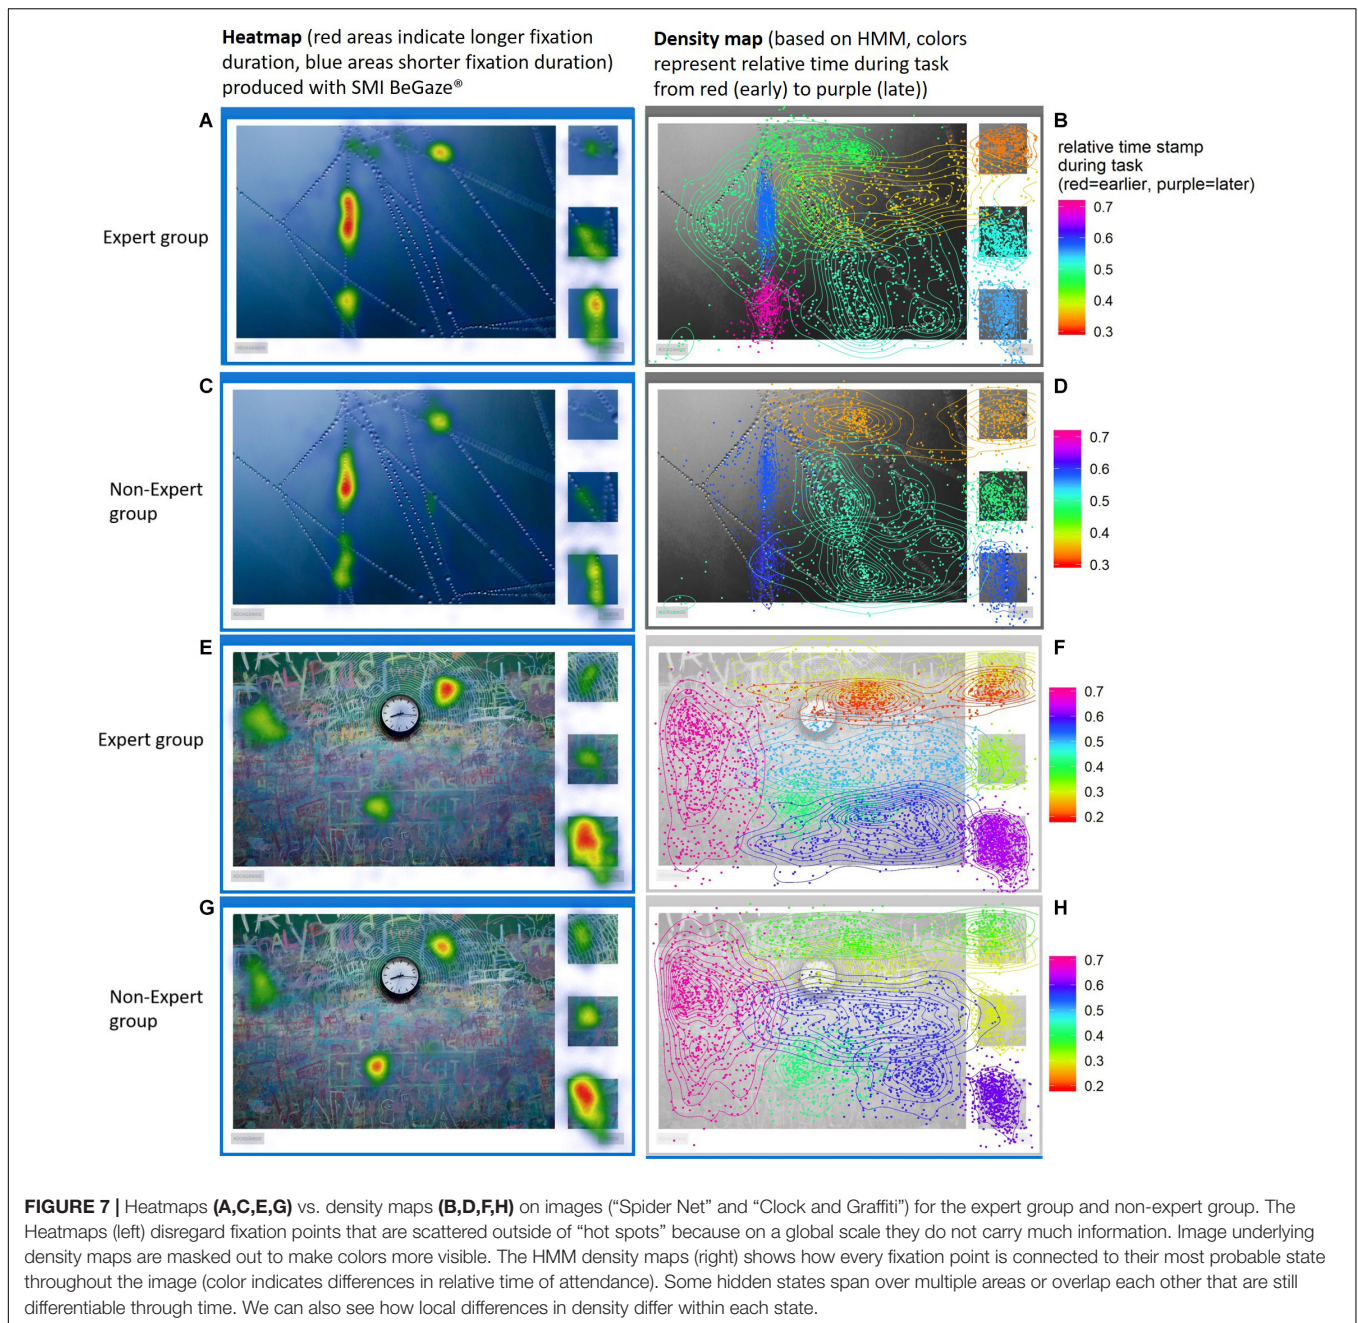 Heatmap (red areas indicate longer fixation
duration, blue areas shorter fixation duration)
produced with SMI BeGaze®
Density map (based on HMM, colors
represent relative time during task
from red (early) to purple (late))
A
B
Expert group
relative time stamp
during task
(red=earlier, purple=later)
0.7
0.6
0.5
0.4
0.3
C
D
Non-Expert
group
0.7
0.6
0.5
0.4
0.3
E
F
Expert group
0.7
0.6
0.5
0.4
0.3
0.2
G
H
Non-Expert
group
0.7
0.6
0.5
0.4
0.3
0.2
FIGURE 7 | Heatmaps (A,C,E,G) vs. density maps (B,D,F,H) on images (“Spider Net” and “Clock and Graffiti”) for the expert group and non-expert group. The
Heatmaps (left) disregard fixation points that are scattered outside of “hot spots” because on a global scale they do not carry much information. Image underlying
density maps are masked out to make colors more visible. The HMM density maps (right) shows how every fixation point is connected to their most probable state
throughout the image (color indicates differences in relative time of attendance). Some hidden states span over multiple areas or overlap each other that are still
differentiable through time. We can also see how local differences in density differ within each state.